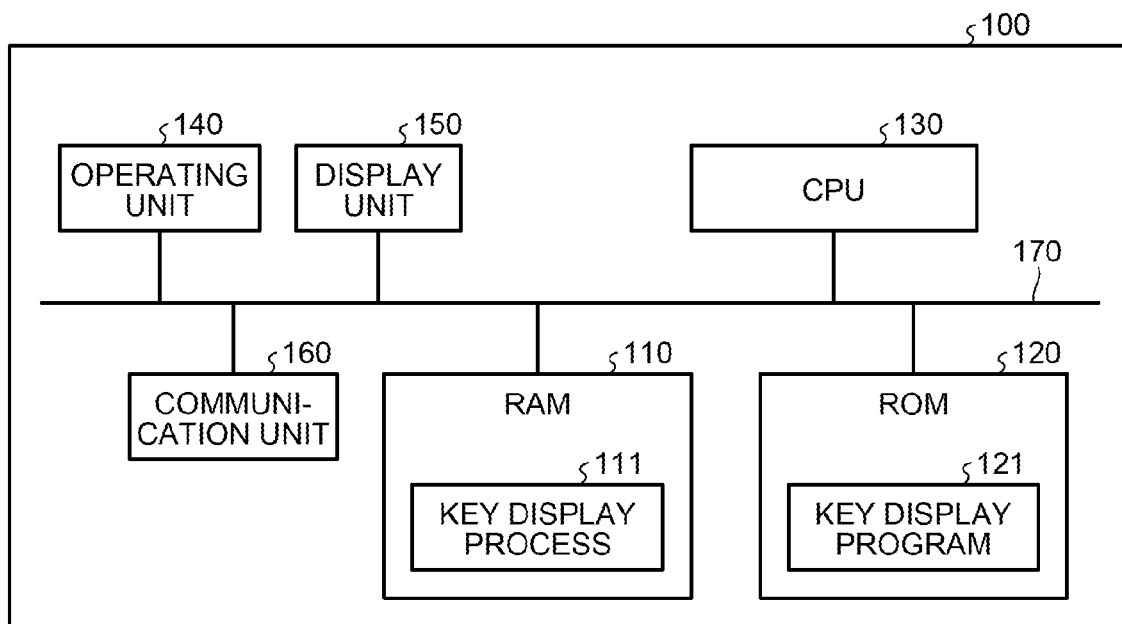 100
140
150
130
OPERATING
UNIT
DISPLAY
UNIT
CPU
170
160
110
120
COMMUNI-
CATION UNIT
RAM
ROM
111
121
KEY DISPLAY
PROCESS
KEY DISPLAY
PROGRAM